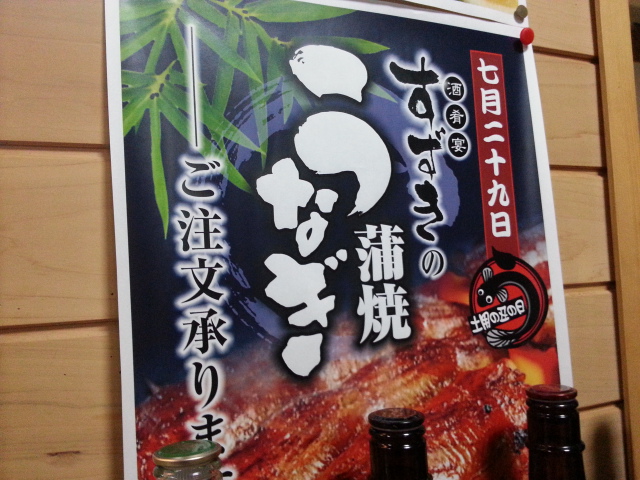 七月二十九日
酒肴宴
すずきの
うなぎ
蒲焼
土用の丑の日
ご注文承りま